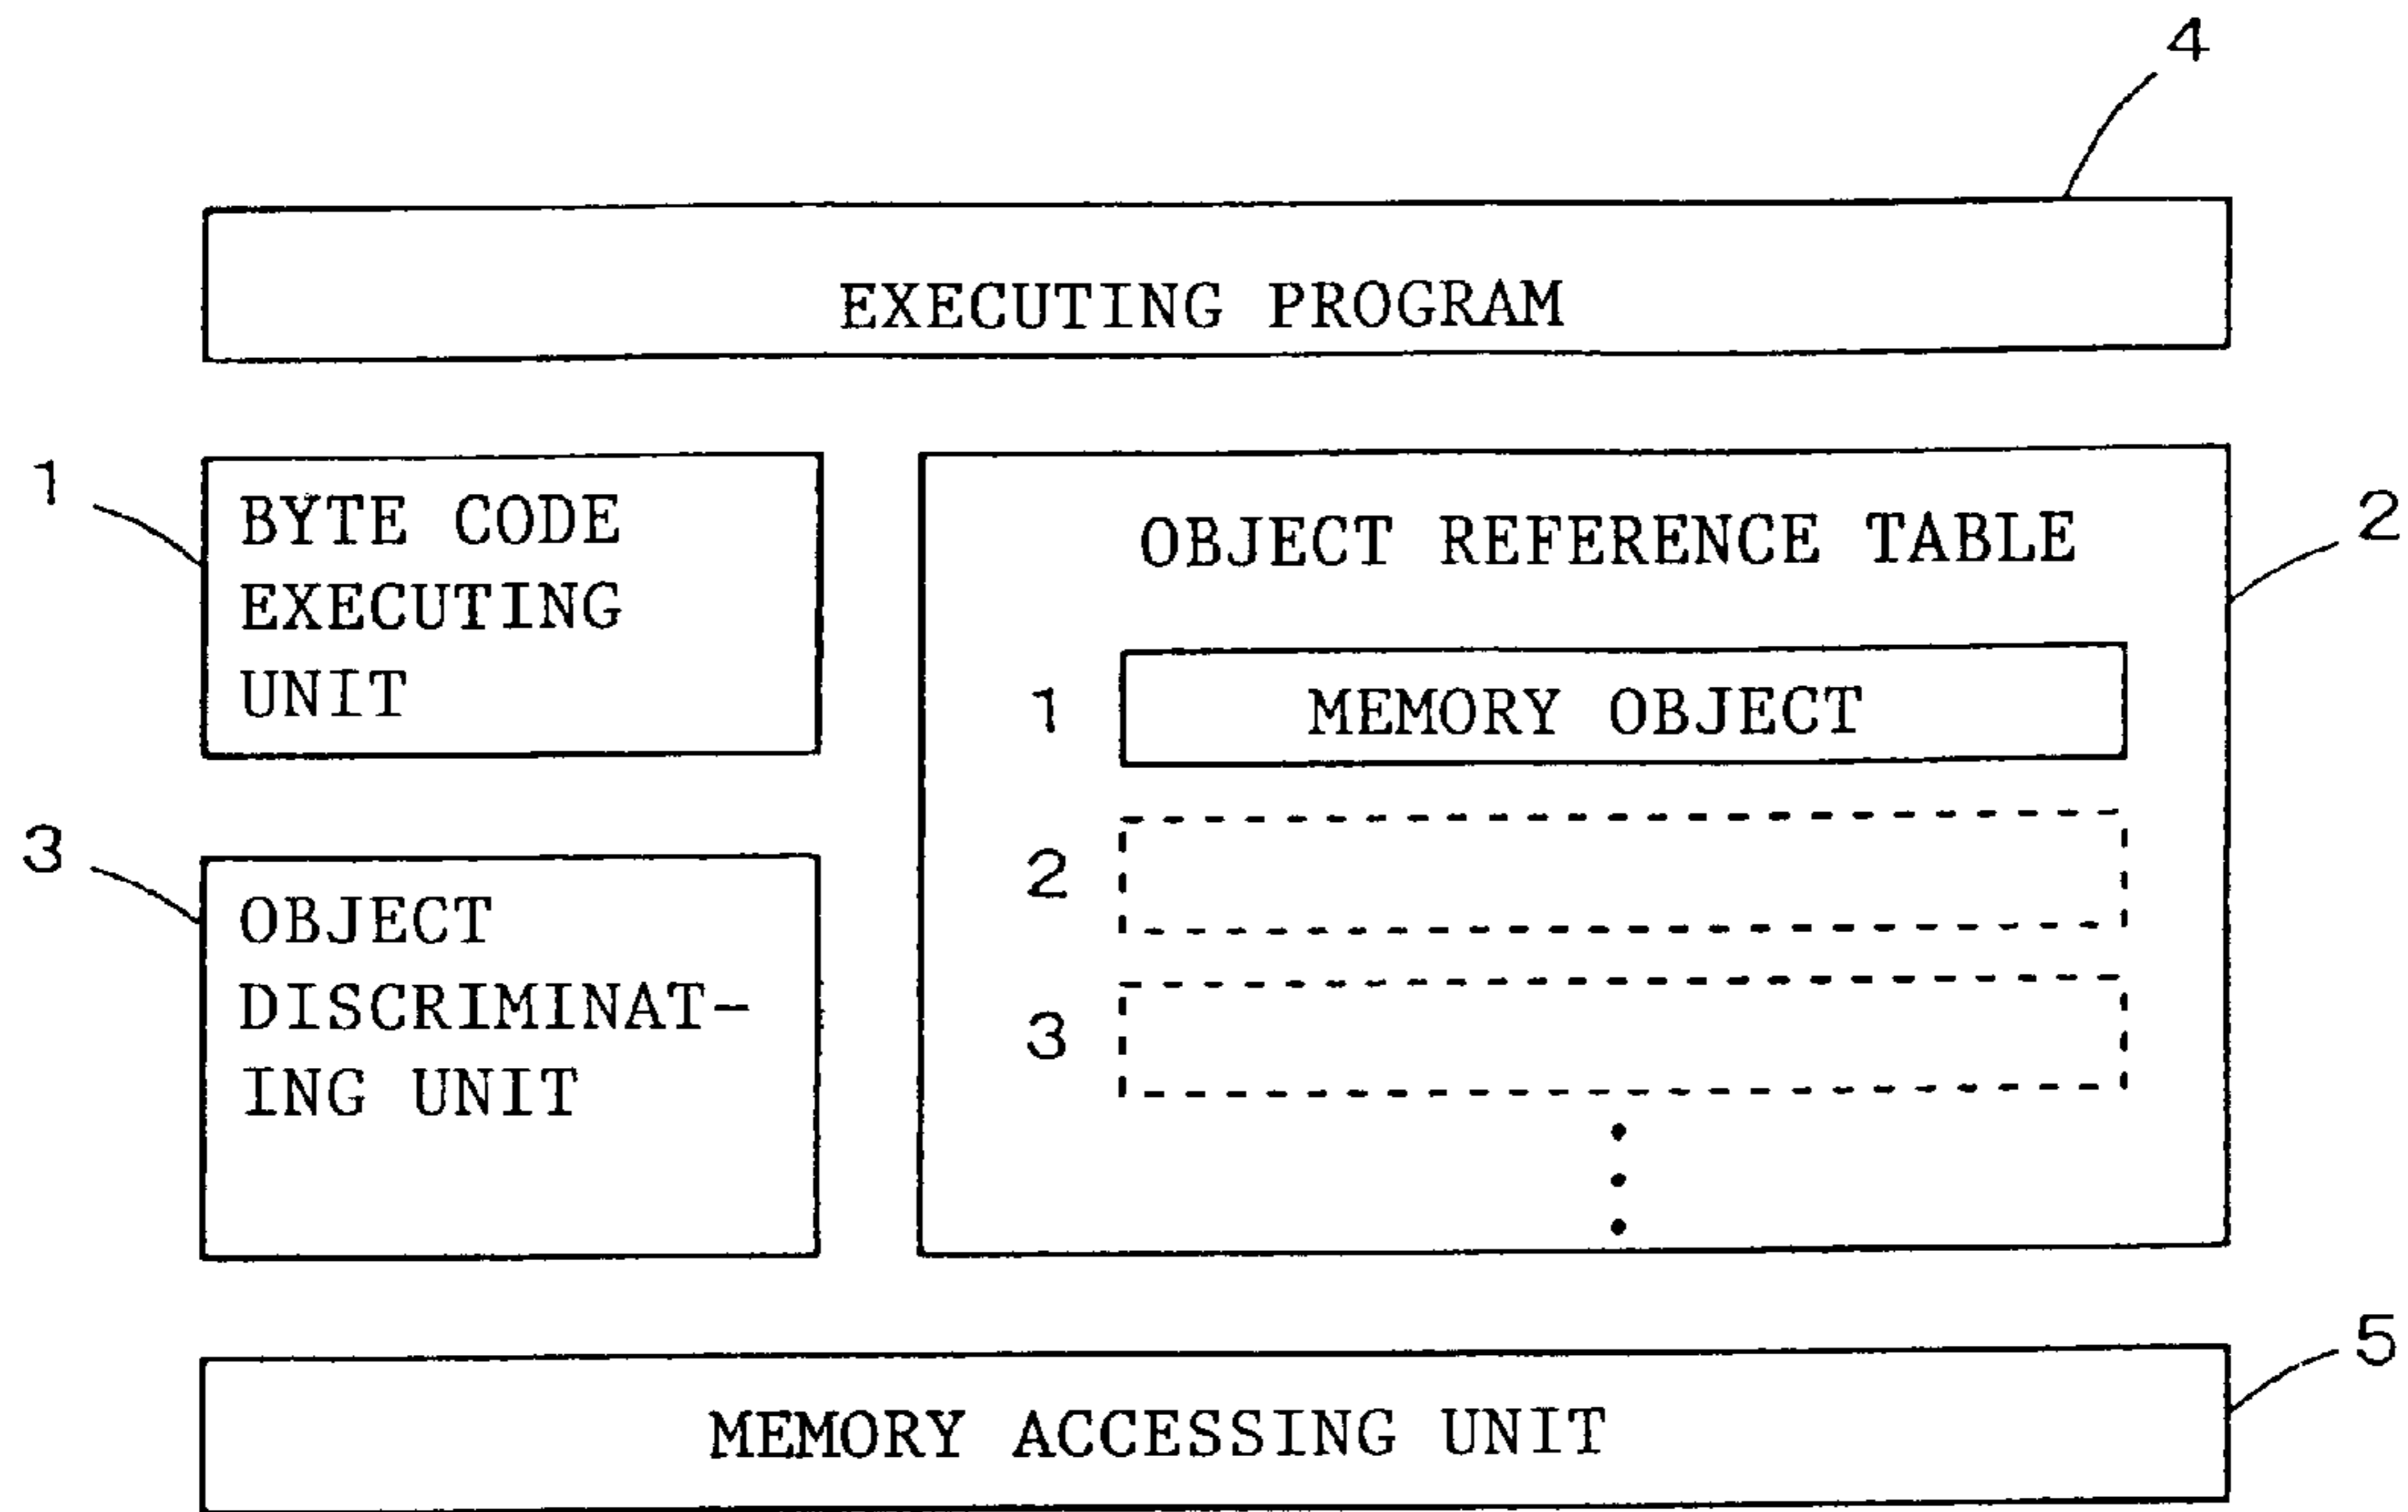 4
EXECUTING PROGRAM
1
BYTE CODE
EXECUTING
UNIT
3
OBJECT
DISCRIMINAT-
ING UNIT
OBJECT REFERENCE TABLE
2
1 MEMORY OBJECT
2
3
MEMORY ACCESSING UNIT
5